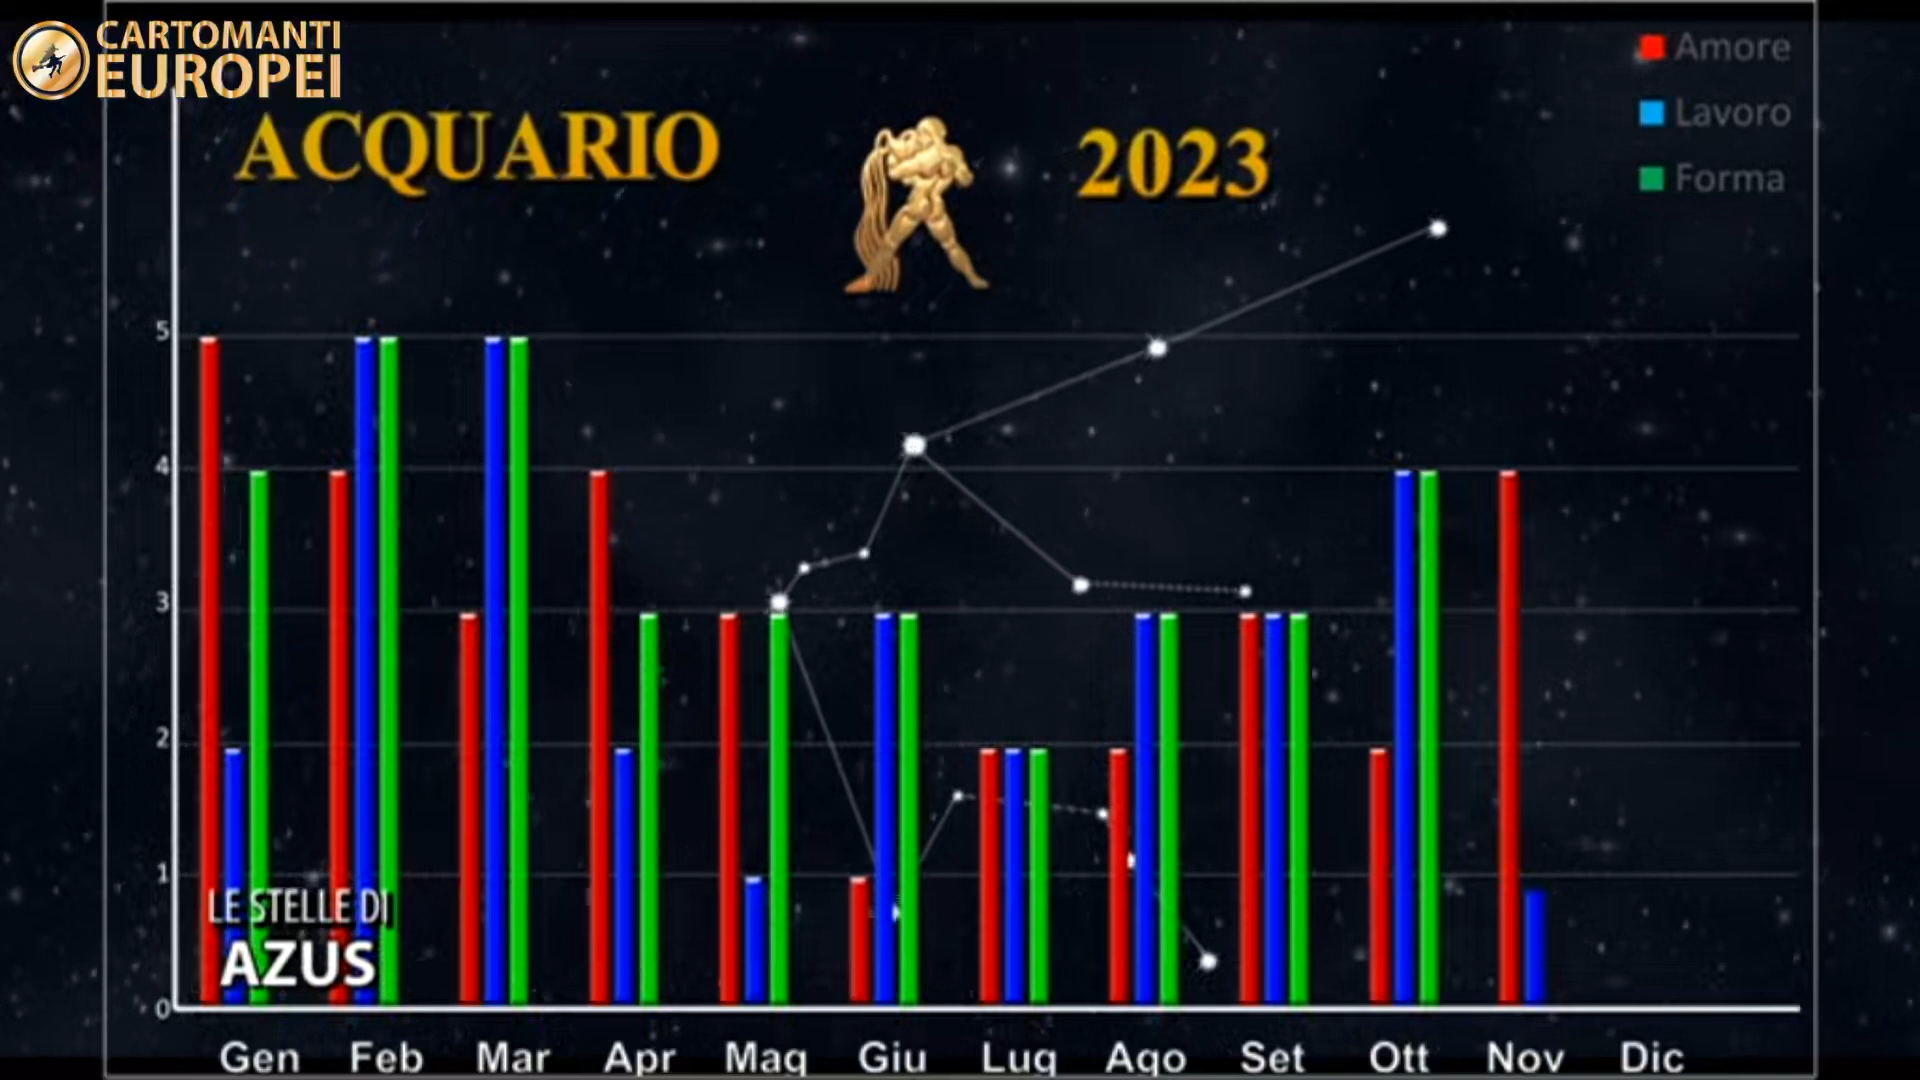 CARTOMANTI
EUROPEI
ACQUARIO
2023
Amore
Lavoro
Forma
5
4
3
2
1
0
LE STELLE DI
AZUS
Gen Feb Mar Apr Mag Giu Lug Ago Set Ott Nov Dic